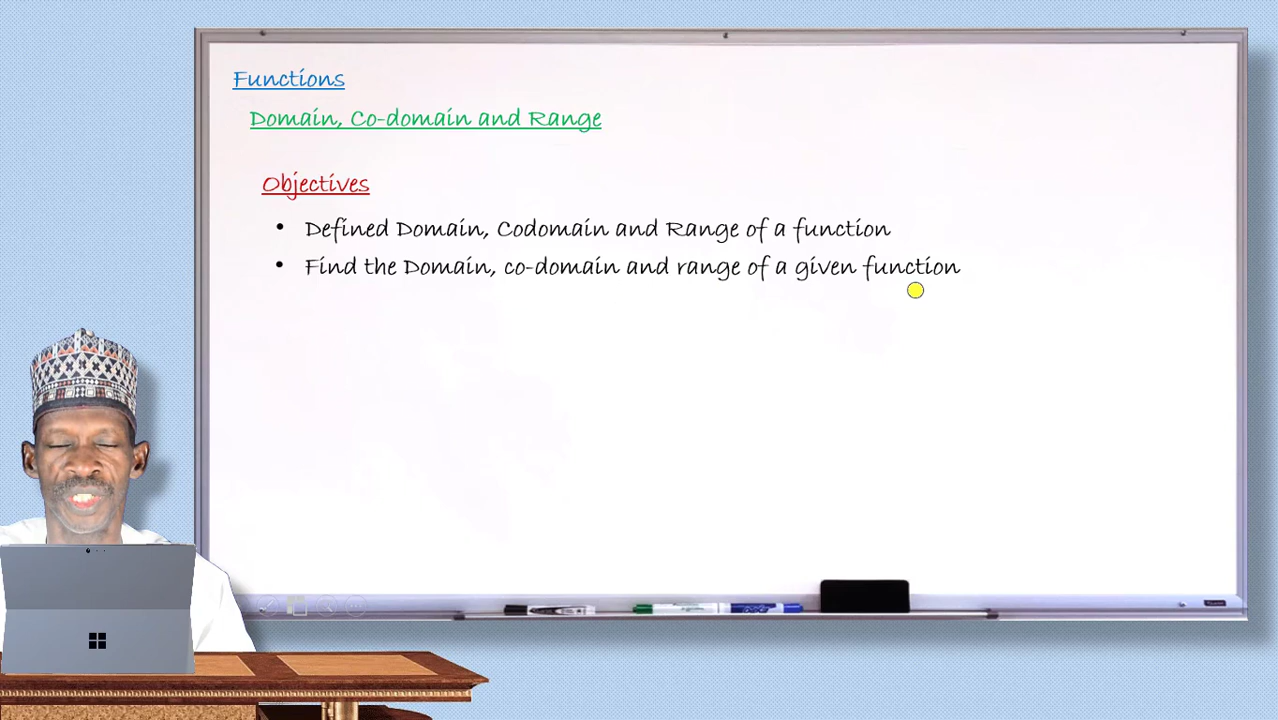 Functions
Domain, Co-domain and Range
Objectives
• Defined Domain, Codomain and Range of a function
• Find the Domain, co-domain and range of a given function